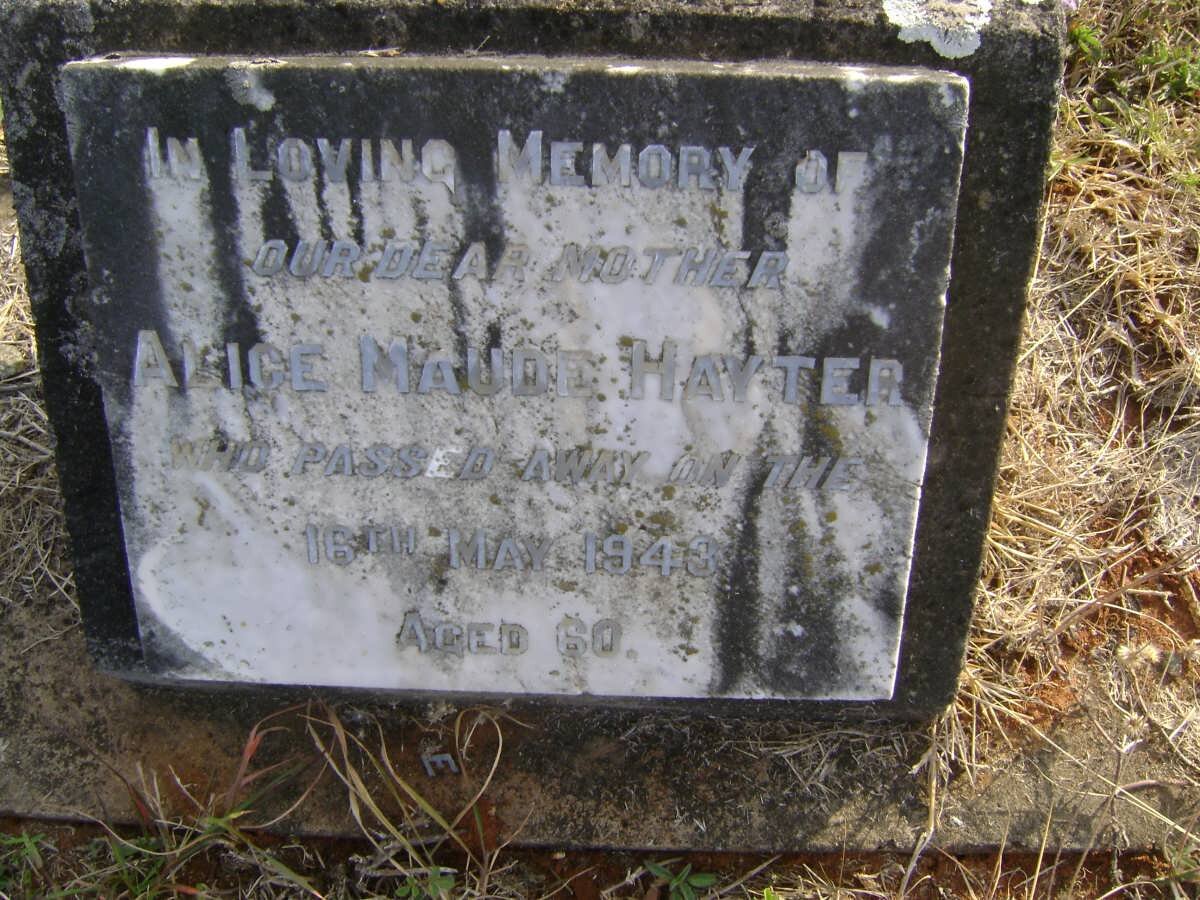 In Loving Memory of
OUR DEAR MOTHER
Alice Maude Hayter
WHO PASSED AWAY ON THE
16TH May 1943
Aged 60.
E